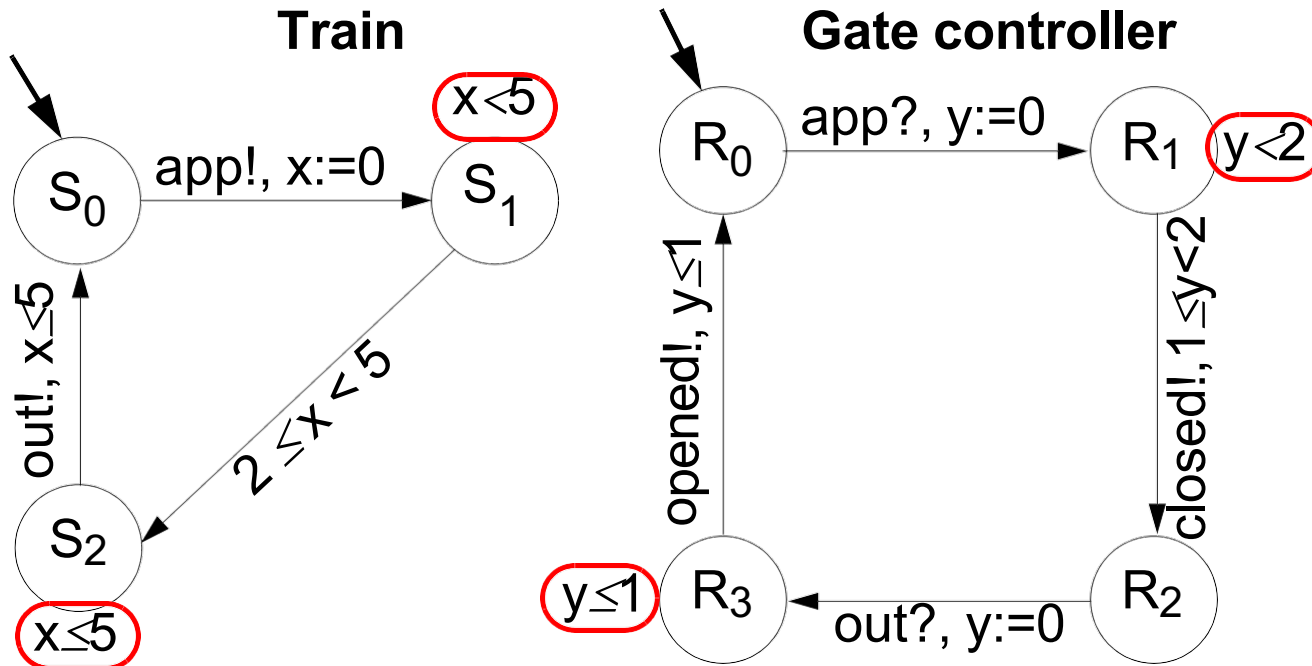 Train
Gate controller
x<5
S0
app!, x:=0
S1
out!, x≤5
2 ≤x < 5
S2
x≤5
R0
app?, y:=0
R1
y<2
opened!, y≤1
closed!,1≤y<2
y≤1
R3
out?, y:=0
R2